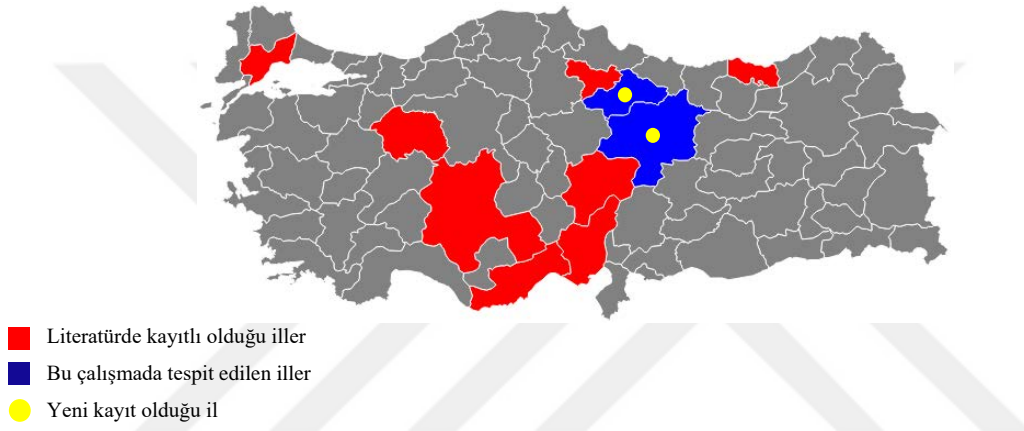 Literatürde kayıtlı olduğu iller
Bu çalışmada tespit edilen iller
Yeni kayıt olduğu il